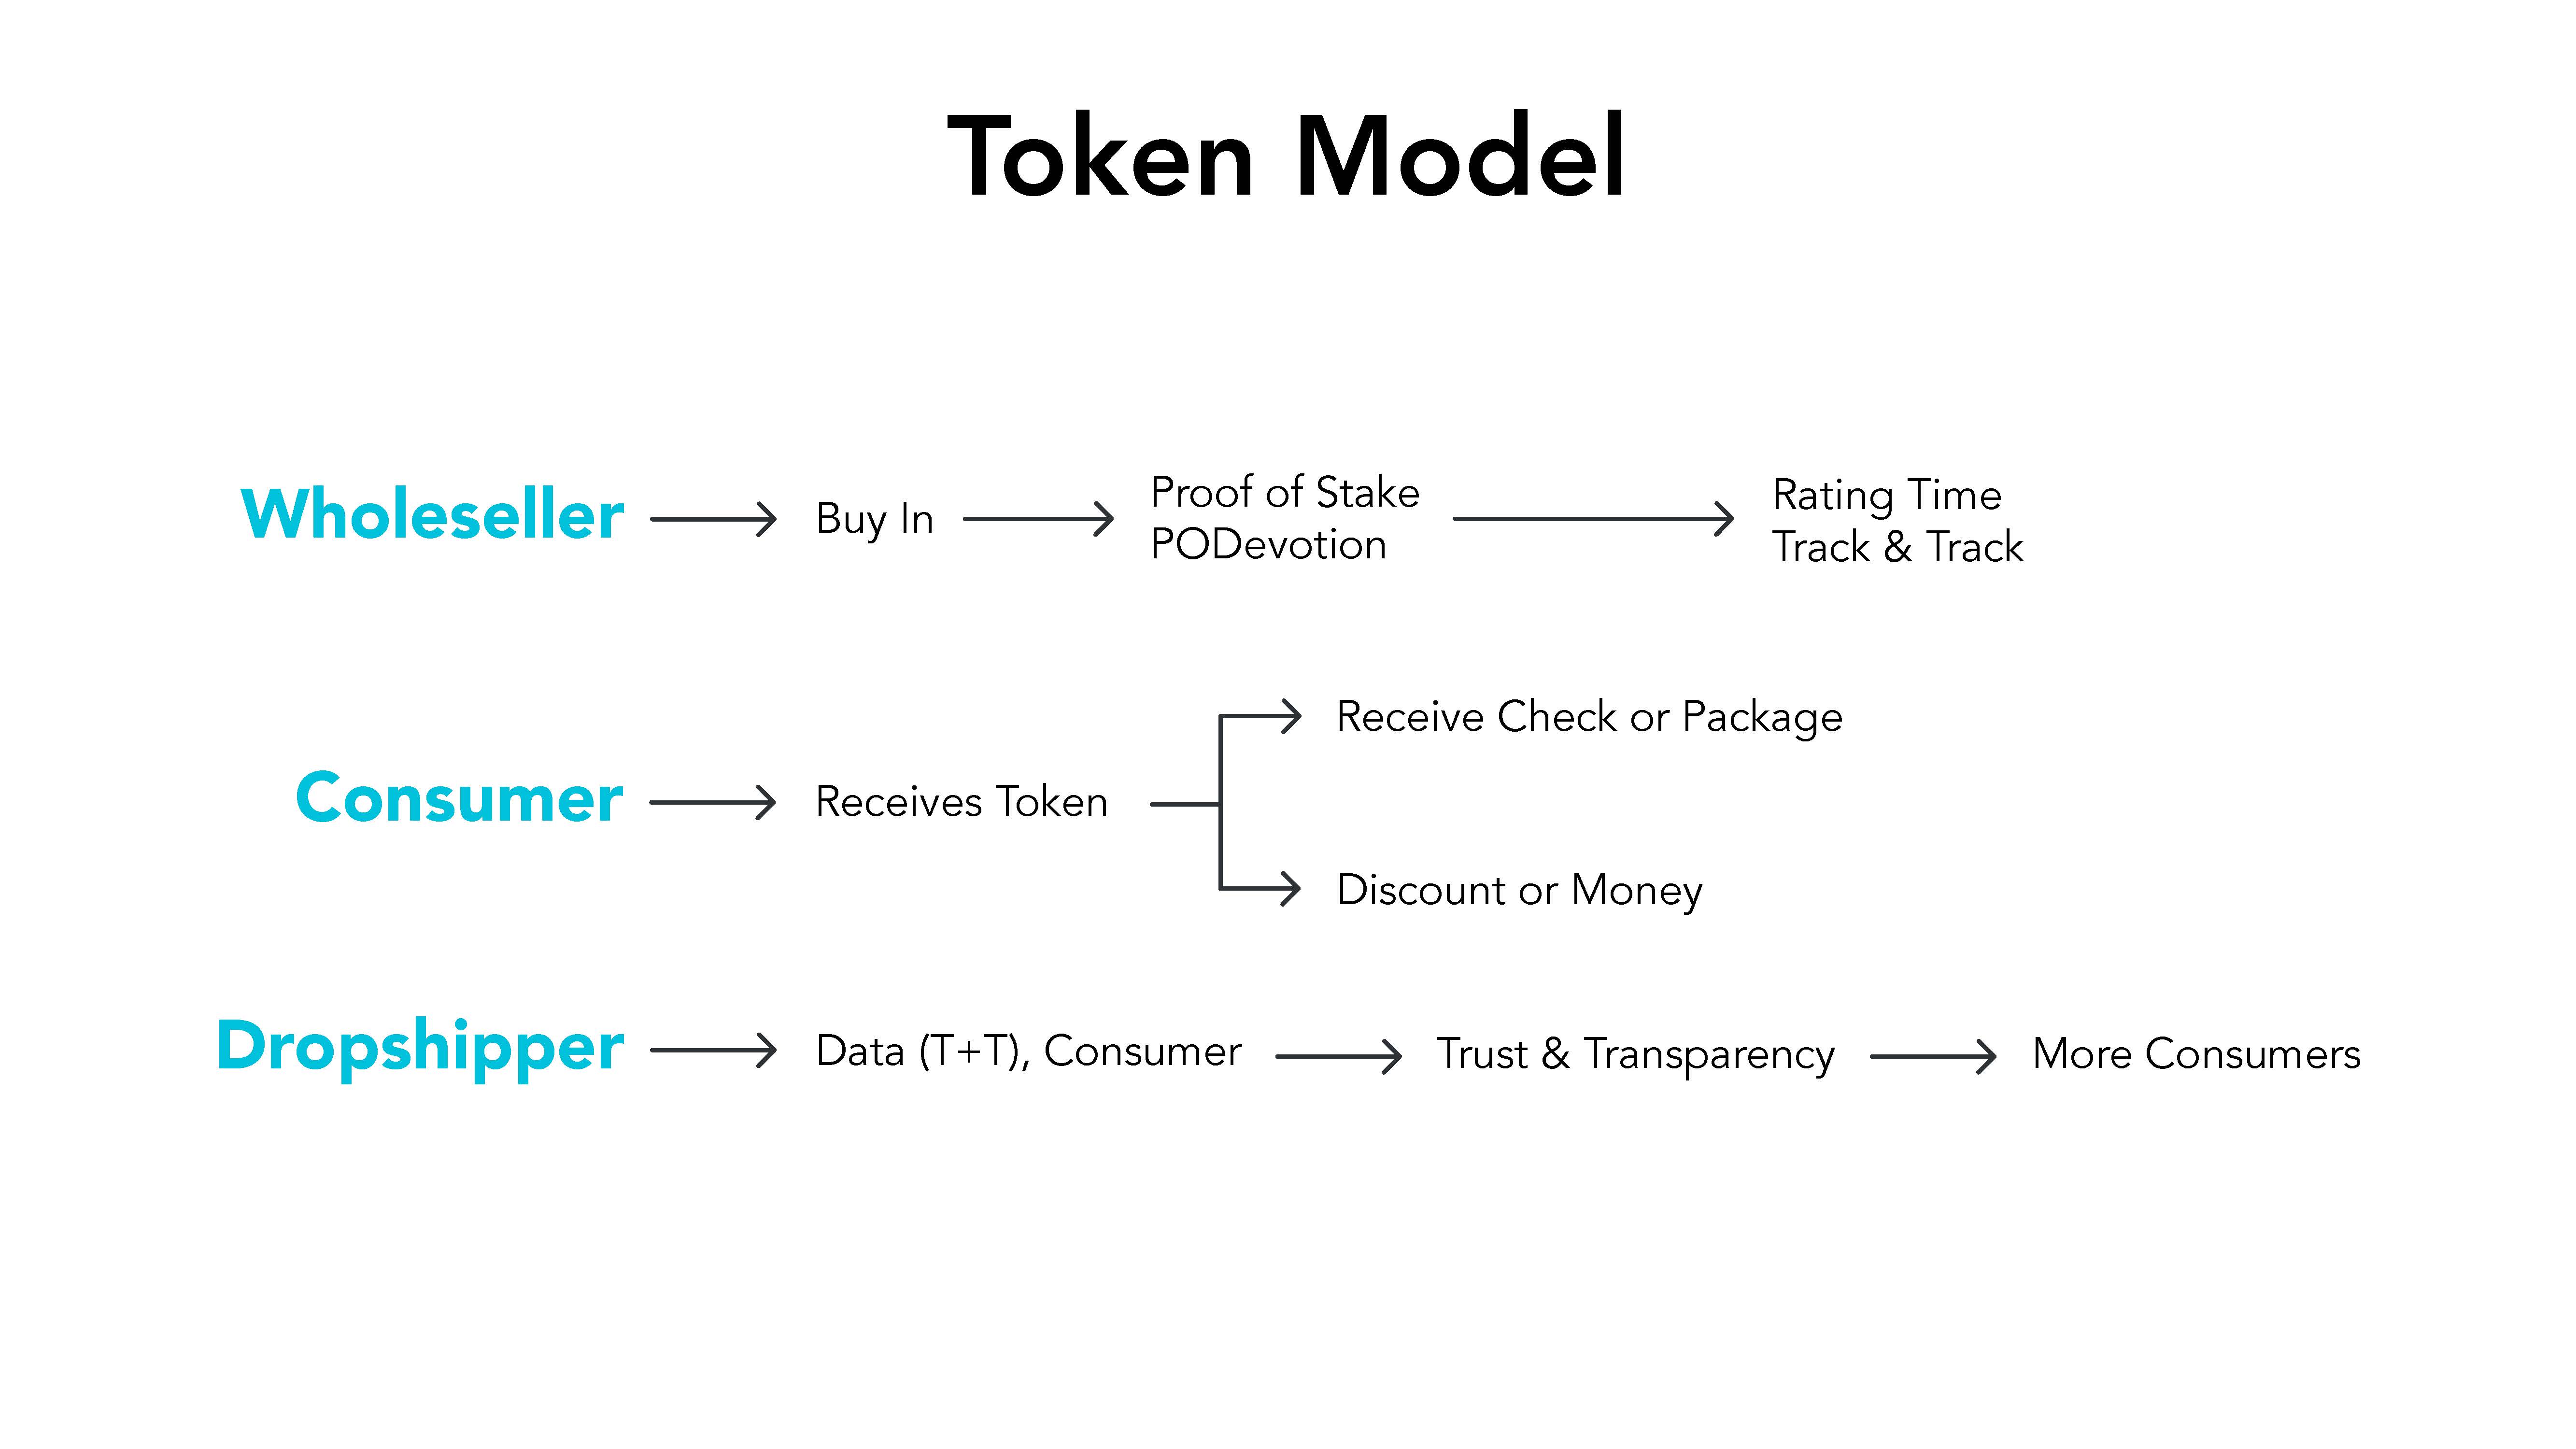 Token Model
Wholeseller
Buy In
Proof of Stake
PODevotion
Rating Time
Track & Track
Consumer
Receives Token
Receive Check or Package
Discount or Money
Dropshipper
Data (T+T), Consumer
Trust & Transparency
More Consumers